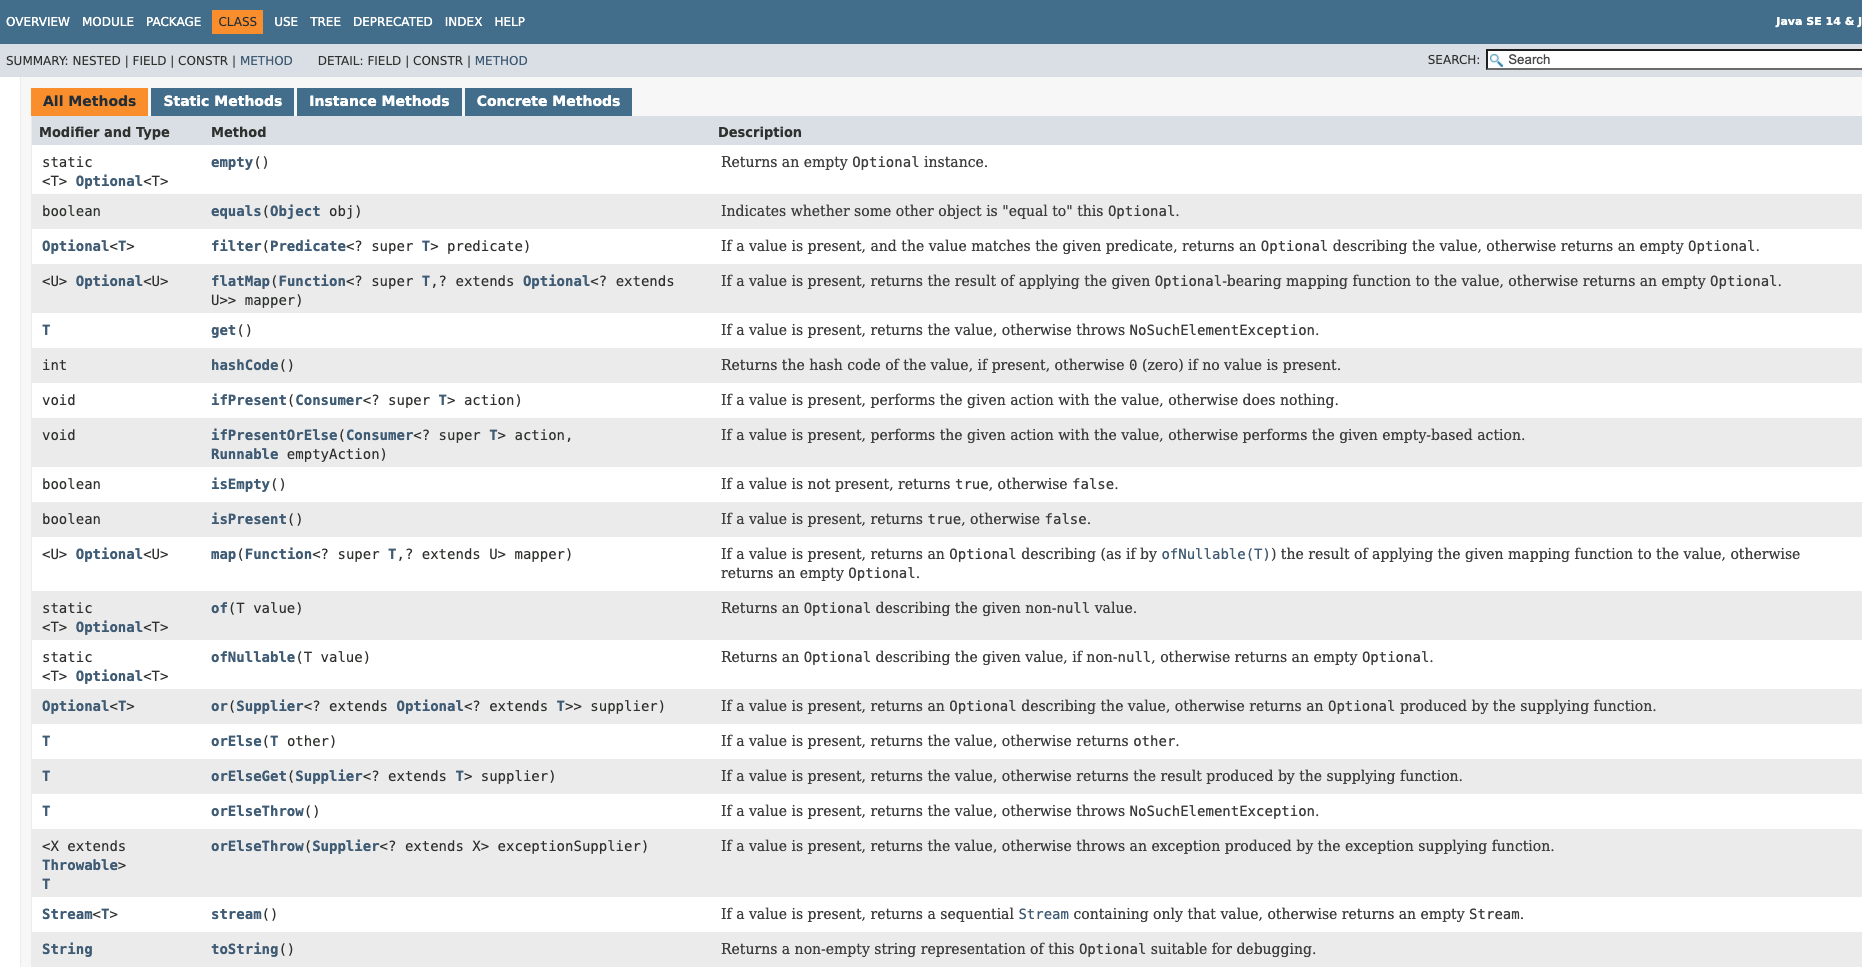 OVERVIEW MODULE PACKAGE CLASS USE TREE DEPRECATED INDEX HELP Java SE 14 & J
SUMMARY: NESTED | FIELD | CONSTR | METHOD DETAIL: FIELD | CONSTR | METHOD SEARCH: Search
All Methods Static Methods Instance Methods Concrete Methods
Modifier and Type Method Description
static empty() Returns an empty Optional instance.
<T> Optional<T>
boolean equals(Object obj) Indicates whether some other object is "equal to" this Optional.
Optional<T> filter(Predicate<? super T> predicate) If a value is present, and the value matches the given predicate, returns an Optional describing the value, otherwise returns an empty Optional.
<U> Optional<U> flatMap(Function<? super T,? extends Optional<? extends If a value is present, returns the result of applying the given Optional-bearing mapping function to the value, otherwise returns an empty Optional.
U>> mapper)
T get() If a value is present, returns the value, otherwise throws NoSuchElementException.
int hashCode() Returns the hash code of the value, if present, otherwise 0 (zero) if no value is present.
void ifPresent(Consumer<? super T> action) If a value is present, performs the given action with the value, otherwise does nothing.
void ifPresentOrElse(Consumer<? super T> action, If a value is present, performs the given action with the value, otherwise performs the given empty-based action.
Runnable emptyAction)
boolean isEmpty() If a value is not present, returns true, otherwise false.
boolean isPresent() If a value is present, returns true, otherwise false.
<U> Optional<U> map(Function<? super T,? extends U> mapper) If a value is present, returns an Optional describing (as if by ofNullable(T)) the result of applying the given mapping function to the value, otherwise
returns an empty Optional.
static of(T value) Returns an Optional describing the given non-null value.
<T> Optional<T>
static ofNullable(T value) Returns an Optional describing the given value, if non-null, otherwise returns an empty Optional.
<T> Optional<T>
Optional<T> or(Supplier<? extends Optional<? extends T>> supplier) If a value is present, returns an Optional describing the value, otherwise returns an Optional produced by the supplying function.
T orElse(T other) If a value is present, returns the value, otherwise returns other.
T orElseGet(Supplier<? extends T> supplier) If a value is present, returns the value, otherwise returns the result produced by the supplying function.
T orElseThrow() If a value is present, returns the value, otherwise throws NoSuchElementException.
<X extends orElseThrow(Supplier<? extends X> exceptionSupplier) If a value is present, returns the value, otherwise throws an exception produced by the exception supplying function.
Throwable>
T
Stream<T> stream() If a value is present, returns a sequential Stream containing only that value, otherwise returns an empty Stream.
String toString() Returns a non-empty string representation of this Optional suitable for debugging.